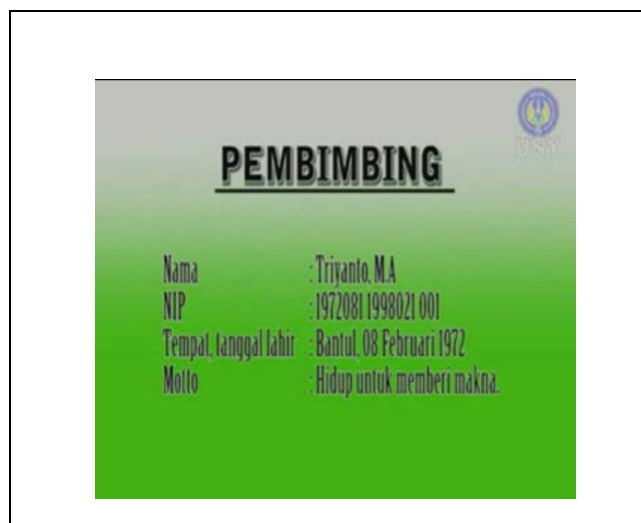 UNY
PEMBIMBING
Nama : Triyanto, M.A
NIP : 1972081 1998021 001
Tempat, tanggal lahir : Bantul, 08 Februari 1972
Motto : Hidup untuk memberi makna.